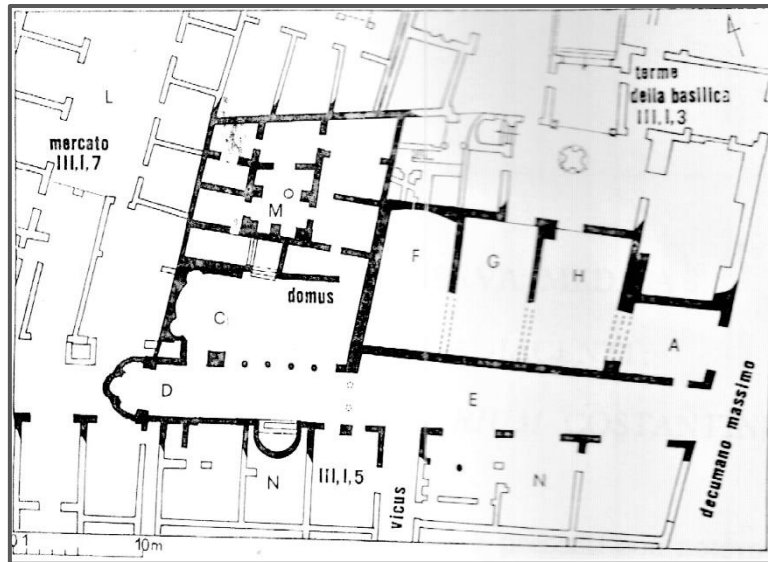 L
mercato
III,I,7
terme
della basilica
III,I,3
M
F
G
H
domus
C
A
D
E
N
III,I,5
vicus
N
decumano massimo
0 1
10m